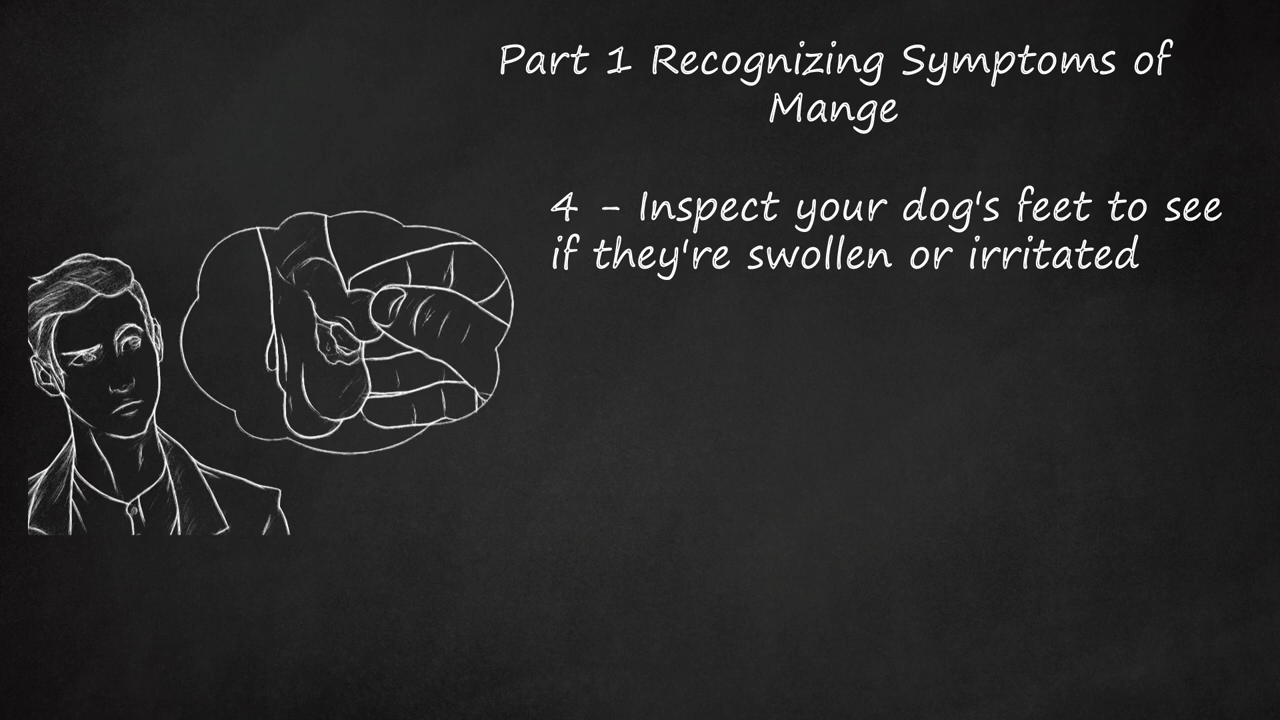 Part 1 Recognizing Symptoms of
Mange
4 - Inspect your dog's feet to see
if they're swollen or irritated